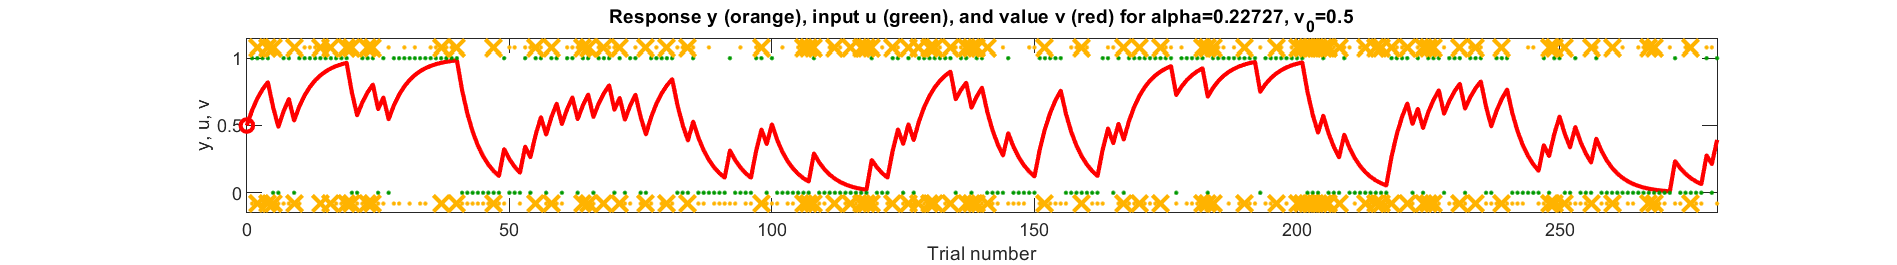 Response y (orange), input u (green), and value v (red) for alpha=0.22727, v0=0.5
y, u, v
1
0.5
0
0 50 100 150 200 250
Trial number